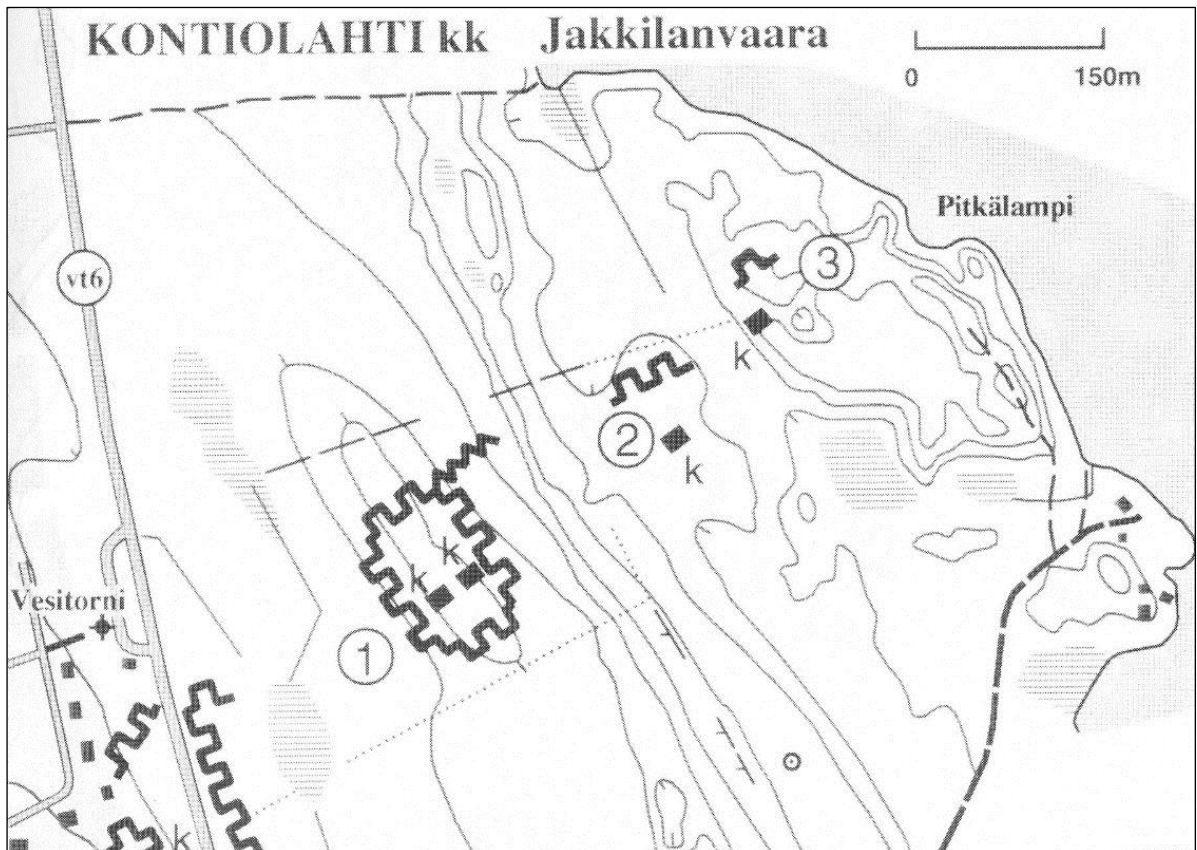 KONTIOLAHTI kk Jakkilanvaara
0 150m
Pitkälampi
vt6
3
k
2
k
k
k
Vesitorni
1
k